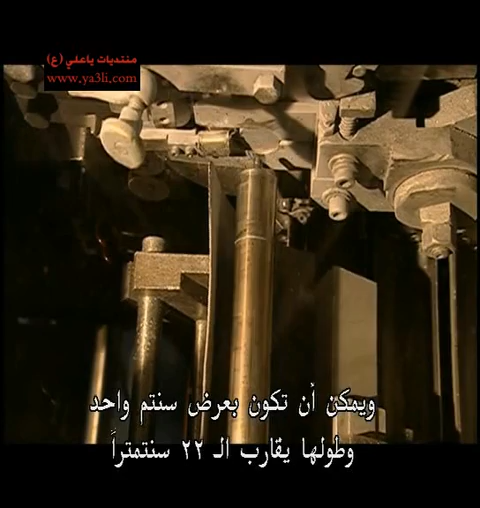 منتديات ياعلي (ع)
www.ya3li.com
ويمكن أن تكون بعرض سنتم واحد
وطولها يقارب الـ ٢٢ سنتمتراً